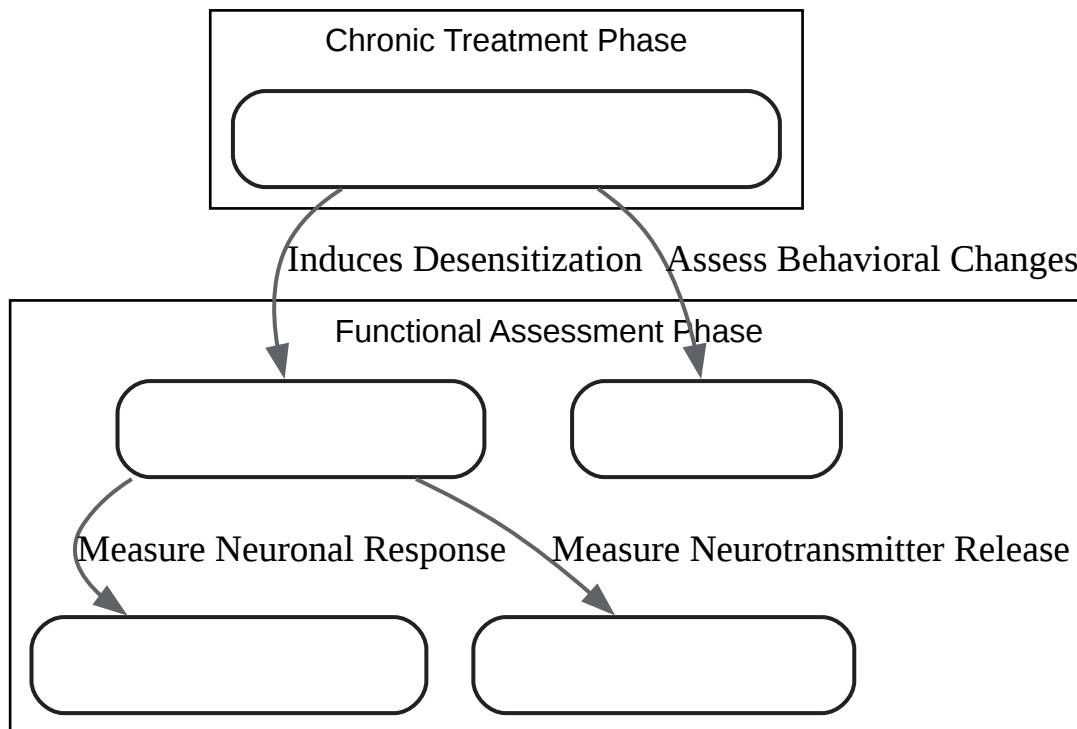 Chronic Treatment Phase
Induces Desensitization
Assess Behavioral Changes
Functional Assessment Phase
Measure Neuronal Response
Measure Neurotransmitter Release